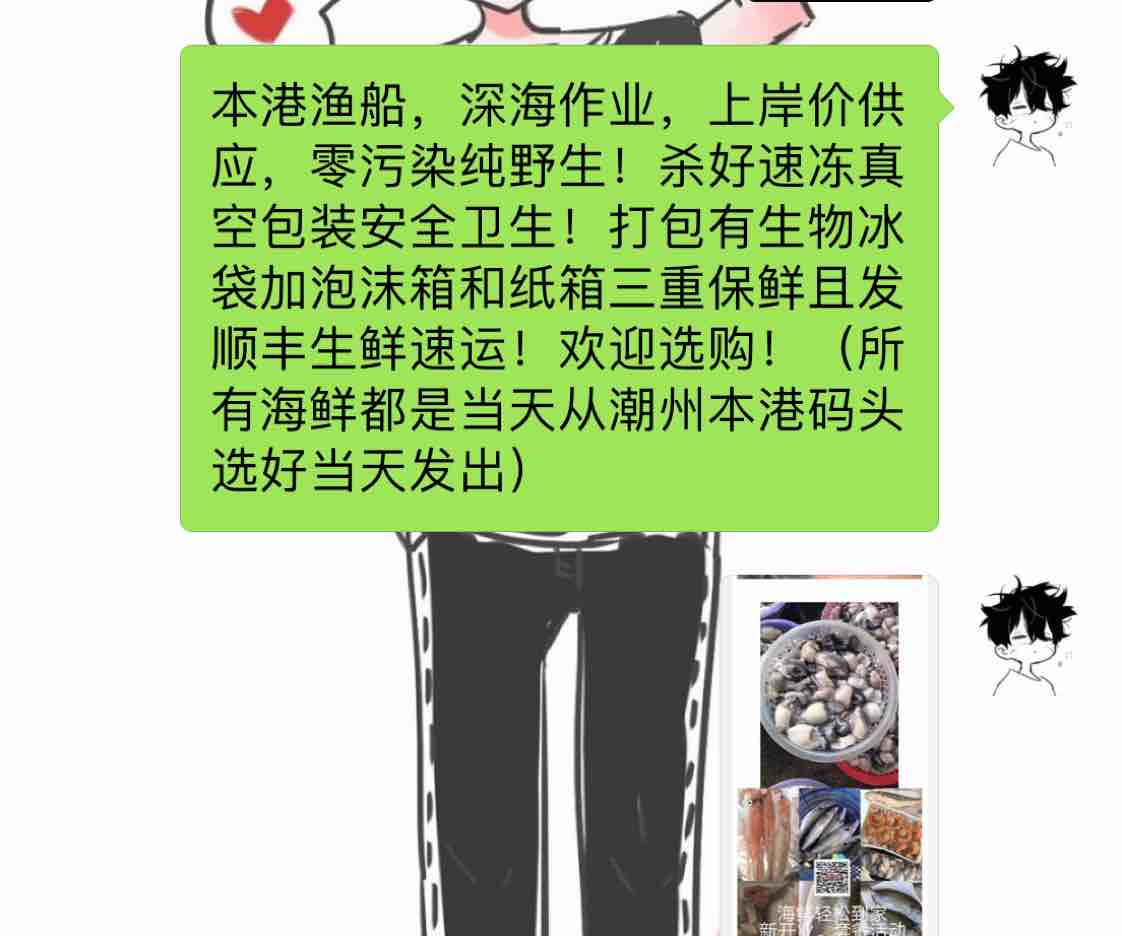 本港渔船，深海作业，上岸价供
应，零污染纯野生！杀好速冻真
空包装安全卫生！打包有生物冰
袋加泡沫箱和纸箱三重保鲜且发
顺丰生鲜速运！欢迎选购！（所
有海鲜都是当天从潮州本港码头
选好当天发出）
海鲜轻松到家
新开业，套餐活动